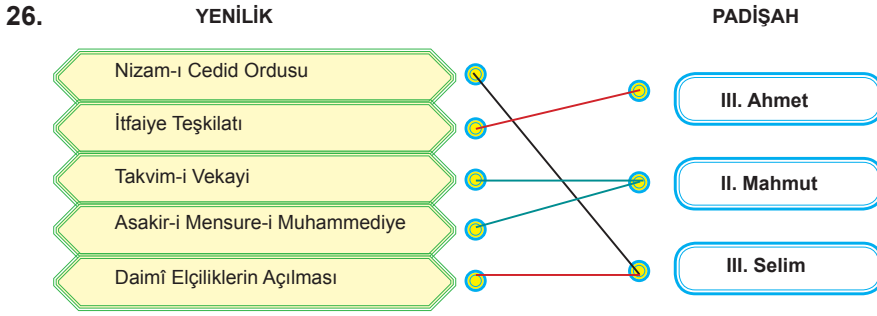 26.
YENİLİK
PADİŞAH
Nizam-ı Cedid Ordusu
İtfaiye Teşkilatı
Takvim-i Vekayi
Asakir-i Mensure-i Muhammediye
Daimî Elçiliklerin Açılması
III. Ahmet
II. Mahmut
III. Selim